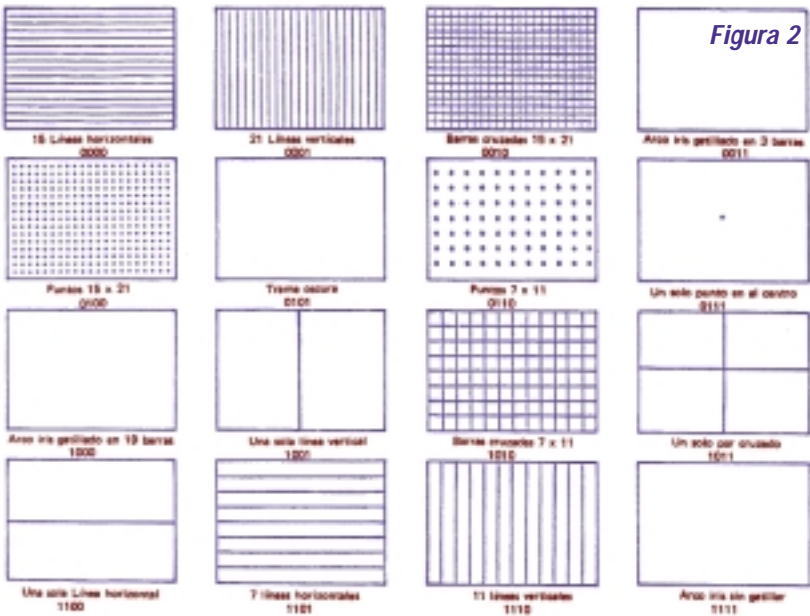 Figura 2
15 Líneas horizontales
0000
21 Líneas verticales
0001
Barras cruzadas 15 x 21
0010
Arco iris gatillado en 3 barras
0011
Puntos 15 x 21
0100
Trama oscura
0101
Puntos 7 x 11
0110
Un solo punto en el centro
0111
Arco iris gatillado en 10 barras
1000
Una sola línea vertical
1001
Barras cruzadas 7 x 11
1010
Un solo par cruzado
1011
Una sola Línea horizontal
1100
7 líneas horizontales
1101
11 líneas verticales
1110
Arco iris sin gatillar
1111